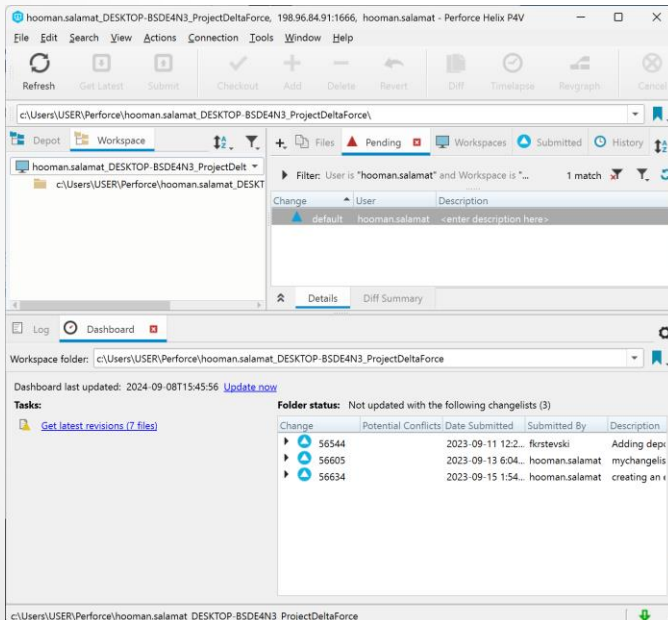 hooman.salamat_DESKTOP-BSDE4N3_ProjectDeltaForce, 198.96.84.91:1666, hooman.salamat - Perforce Helix P4V
File Edit Search View Actions Connection Tools Window Help
Refresh Get Latest Submit Checkout Add Delete Revert Diff Timelapse Revgraph Cancel
c:\Users\USER\Perforce\hooman.salamat_DESKTOP-BSDE4N3_ProjectDeltaForce\
Depot Workspace Files Pending Workspaces Submitted History
hooman.salamat_DESKTOP-BSDE4N3_ProjectDelt
c:\Users\USER\Perforce\hooman.salamat_DESKT
Filter: User is "hooman.salamat" and Workspace is "... 1 match
Change User Description
default hooman.salamat <enter description here>
Details Diff Summary
Log Dashboard
Workspace folder: c:\Users\USER\Perforce\hooman.salamat_DESKTOP-BSDE4N3_ProjectDeltaForce
Dashboard last updated: 2024-09-08T15:45:56 Update now
Tasks: Folder status: Not updated with the following changelists (3)
Get latest revisions (7 files)
Change Potential Conflicts Date Submitted Submitted By Description
56544 2023-09-11 12:2... fkrstevski Adding depo
56605 2023-09-13 6:04... hooman.salamat mychangelis
56634 2023-09-15 1:54... hooman.salamat creating an
c:\Users\USER\Perforce\hooman.salamat_DESKTOP-BSDE4N3_ProjectDeltaForce